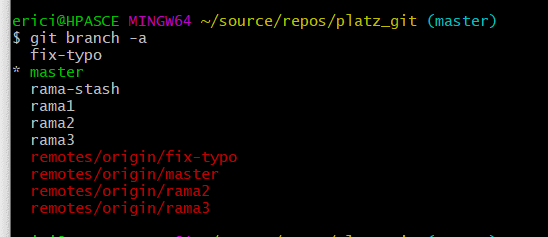 erici@HPASCE MINGW64 ~/source/repos/platz_git (master)
$ git branch -a
  fix-typo
* master
  rama-stash
  rama1
  rama2
  rama3
  remotes/origin/fix-typo
  remotes/origin/master
  remotes/origin/rama2
  remotes/origin/rama3